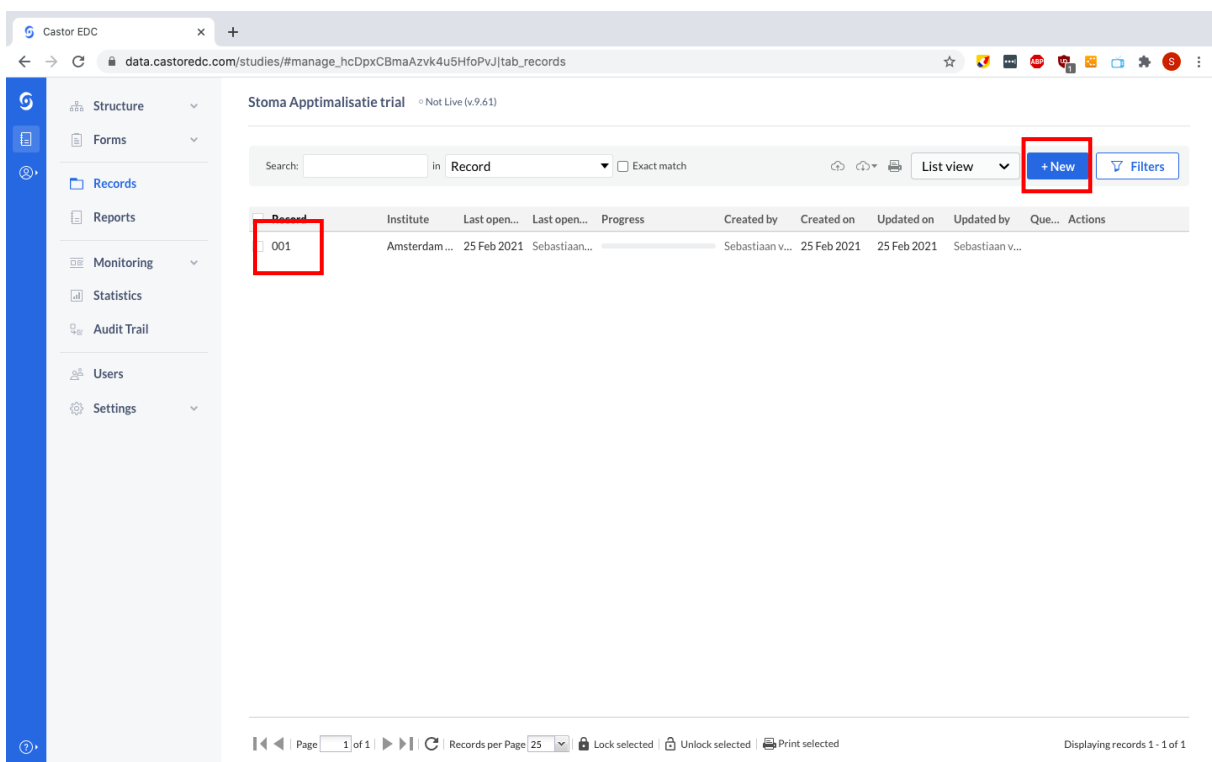 Castor EDC
data.castoredc.com/studies/#manage_hcDpxCBmaAzvk4u5HfoPvJ|tab_records
ABP
1
S
Structure
Forms
Records
Reports
Monitoring
Statistics
Audit Trail
Users
Settings
Stoma Apptimalisatie trial Not Live (v.9.61)
Search: in Record Exact match List view + New Filters
Record Institute Last open... Last open... Progress Created by Created on Updated on Updated by Que... Actions
001 Amsterdam ... 25 Feb 2021 Sebastiaan... Sebastiaan v... 25 Feb 2021 25 Feb 2021 Sebastiaan v...
Page 1 of 1 Records per Page 25 Lock selected Unlock selected Print selected Displaying records 1 - 1 of 1